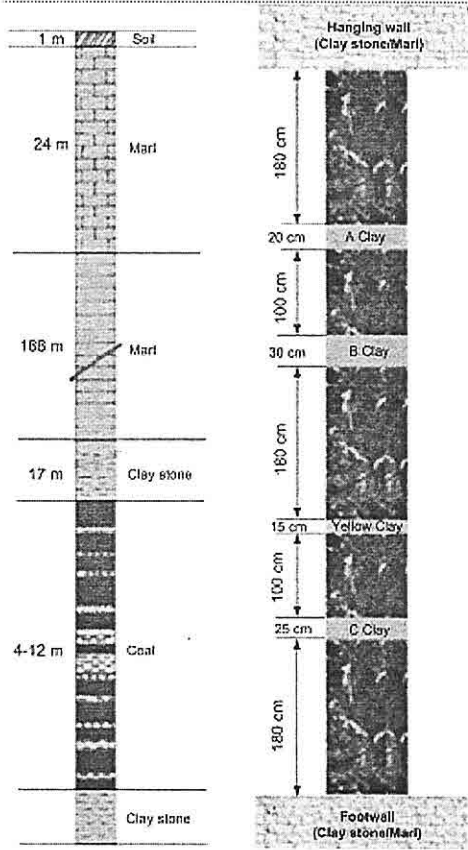 1 m Soil
24 m Marl
m Marl
17 m Clay stone
4-12 m Coal
Clay stone
Hanging wall
(Clay stone/Marl)
180 cm
20 cm A Clay
100 cm
30 cm B Clay
cm
15 cm Yellow Clay
100 cm
25 cm C Clay
180 cm
Footwall
(Clay stone/Marl)